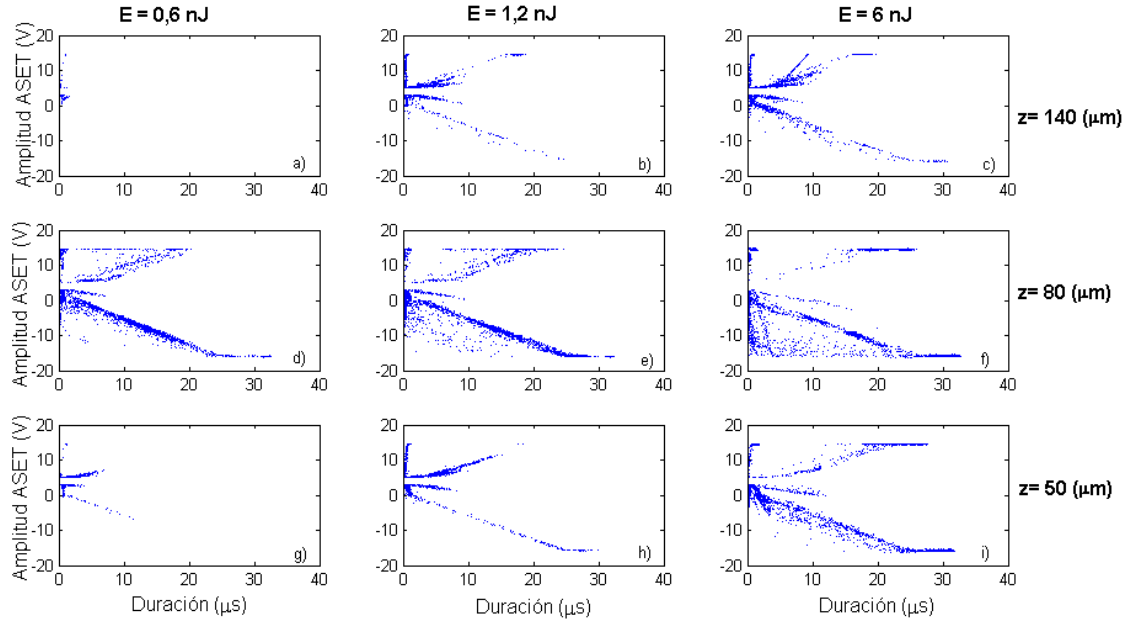 E = 0,6 nJ E = 1,2 nJ E = 6 nJ
Amplitud ASET (V)
20 20 20
10 10 10
0 0 0
-10 -10 -10
-20 -20 -20
a) b) c)
0 10 20 30 40 0 10 20 30 40 0 10 20 30 40
z= 140 (μm)
Amplitud ASET (V)
20 20 20
10 10 10
0 0 0
-10 -10 -10
-20 -20 -20
d) e) f)
0 10 20 30 40 0 10 20 30 40 0 10 20 30 40
z= 80 (μm)
Amplitud ASET (V)
20 20 20
10 10 10
0 0 0
-10 -10 -10
-20 -20 -20
g) h) i)
0 10 20 30 40 0 10 20 30 40 0 10 20 30 40
z= 50 (μm)
Duración (μs) Duración (μs) Duración (μs)